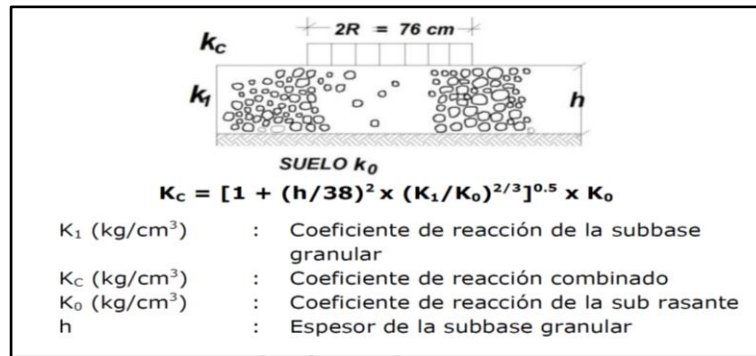 2R = 76 cm
kc
k1
h
SUELO k0
KC = [1 + (h/38)² x (K1/K0)²/³]⁰·⁵ x K0
K1 (kg/cm³) : Coeficiente de reacción de la subbase
granular
KC (kg/cm³) : Coeficiente de reacción combinado
K0 (kg/cm³) : Coeficiente de reacción de la sub rasante
h : Espesor de la subbase granular